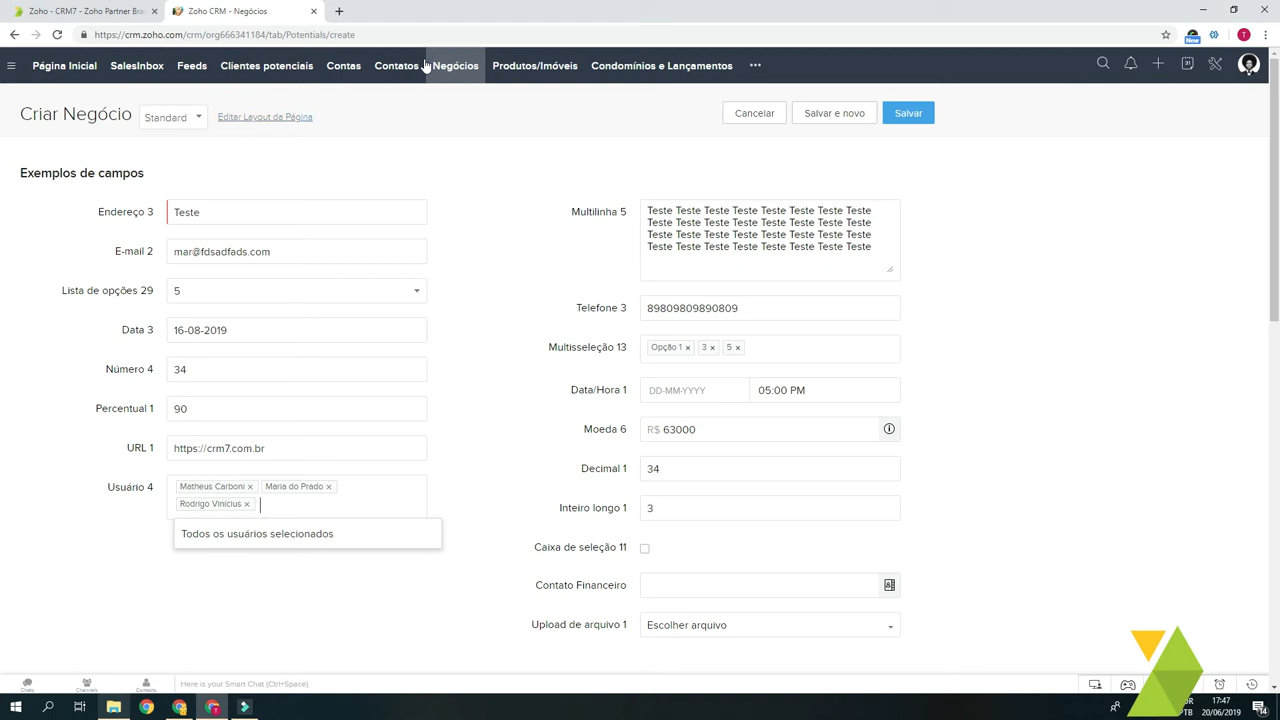 Zoho - CRM7 - Zoho Partner Bra
Zoho CRM - Negócios
https://crm.zoho.com/crm/org666341184/tab/Potentials/create
New
T
Página Inicial
SalesInbox
Feeds
Clientes potenciais
Contas
Contatos
Negócios
Produtos/Imóveis
Condomínios e Lançamentos
Criar Negócio
Standard
Editar Layout da Página
Cancelar
Salvar e novo
Salvar
Exemplos de campos
Endereço 3 Teste
E-mail 2 mar@fdsadfads.com
Lista de opções 29 5
Data 3 16-08-2019
Número 4 34
Percentual 1 90
URL 1 https://crm7.com.br
Usuário 4 Matheus Carboni × Maria do Prado ×
Rodrigo Vinícius ×
Todos os usuários selecionados
Multilinha 5 Teste Teste Teste Teste Teste Teste Teste Teste
Teste Teste Teste Teste Teste Teste Teste Teste
Teste Teste Teste Teste Teste Teste Teste Teste
Teste Teste Teste Teste Teste Teste Teste Teste
Telefone 3 89809809890809
Multisseleção 13 Opção 1 × 3 × 5 ×
Data/Hora 1 DD-MM-YYYY 05:00 PM
Moeda 6 R$ 63000
Decimal 1 34
Inteiro longo 1 3
Caixa de seleção 11
Contato Financeiro
Upload de arquivo 1 Escolher arquivo
Chats
Channels
Contacts
Here is your Smart Chat (Ctrl+Space)
17:47
PTB
20/06/2019
14